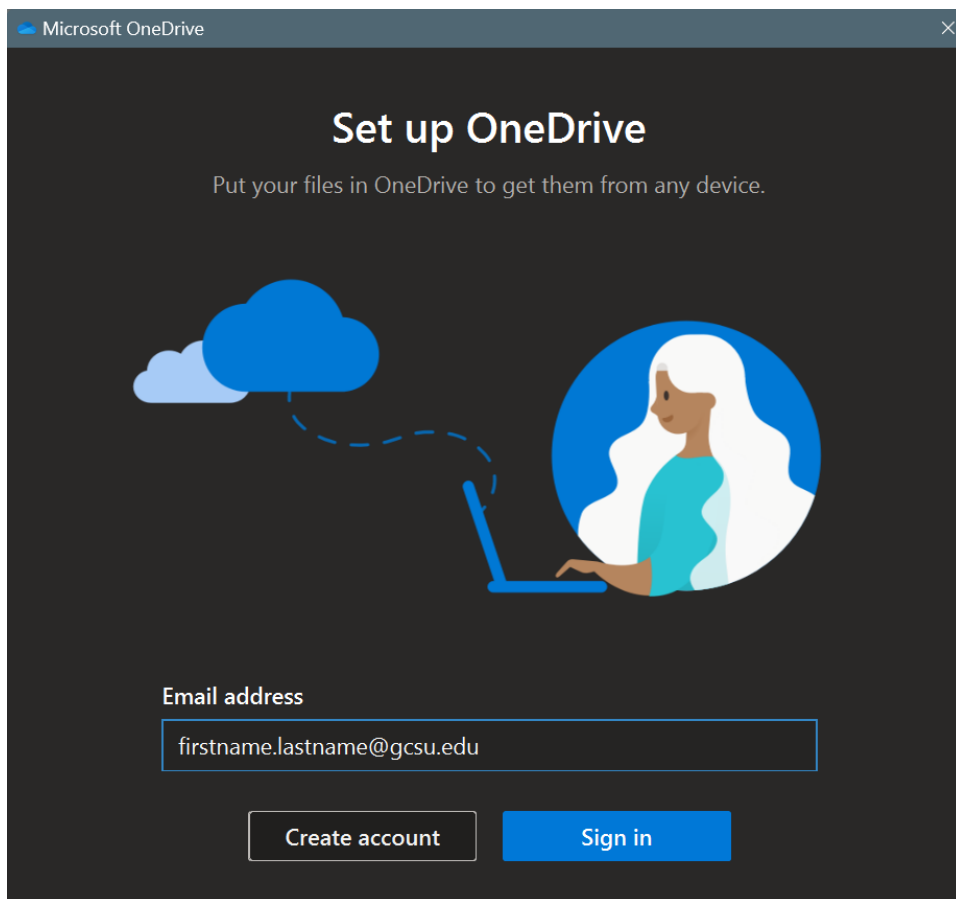 Microsoft OneDrive
Set up OneDrive
Put your files in OneDrive to get them from any device.
Email address
firstname.lastname@gcsu.edu
Create account
Sign in